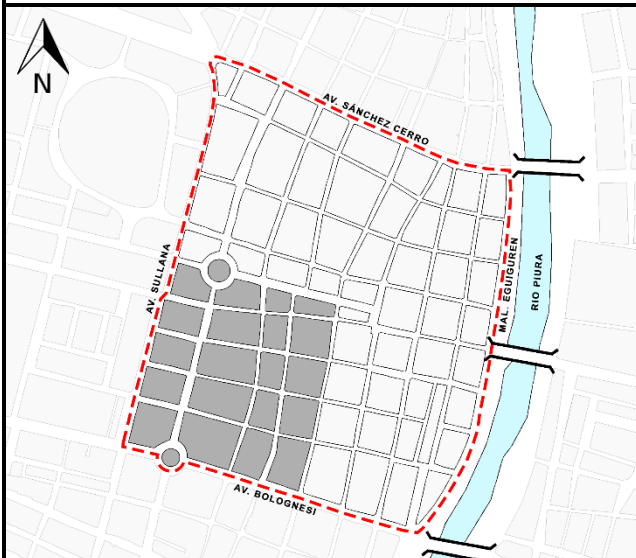 N
AV. SÁNCHEZ CERRO
AV. SULLANA
MAL. EGUIGUREN
RIO PIURA
AV. BOLOGNESI